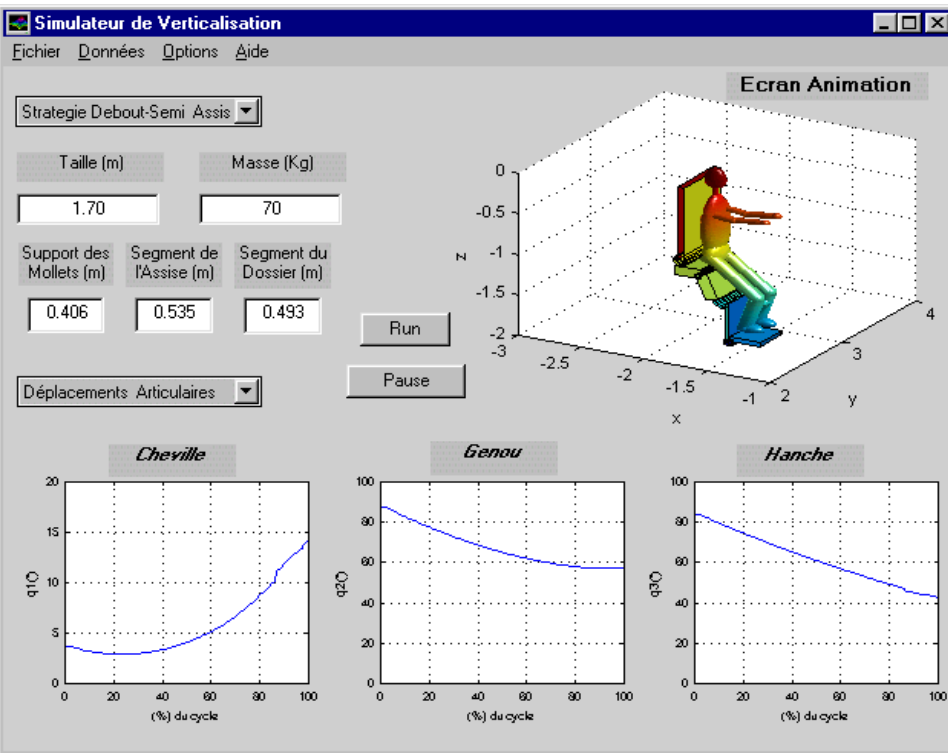 Simulateur de Verticalisation
Fichier Données Options Aide
Strategie Debout-Semi Assis
Ecran Animation
Taille (m)
Masse (Kg)
1.70
70
Support des
Mollets (m)
Segment de
l'Assise (m)
Segment du
Dossier (m)
0.406
0.535
0.493
Run
Pause
Déplacements Articulaires
0
-0.5
-1
-1.5
-2
z
-3
-2.5
-2
-1.5
-1
x
2
3
4
y
Cheville
20
15
10
5
0
q1()
0 20 40 60 80 100
(%) du cycle
Genou
100
80
60
40
20
0
q2()
0 20 40 60 80 100
(%) du cycle
Hanche
100
80
60
40
20
0
q3()
0 20 40 60 80 100
(%) du cycle